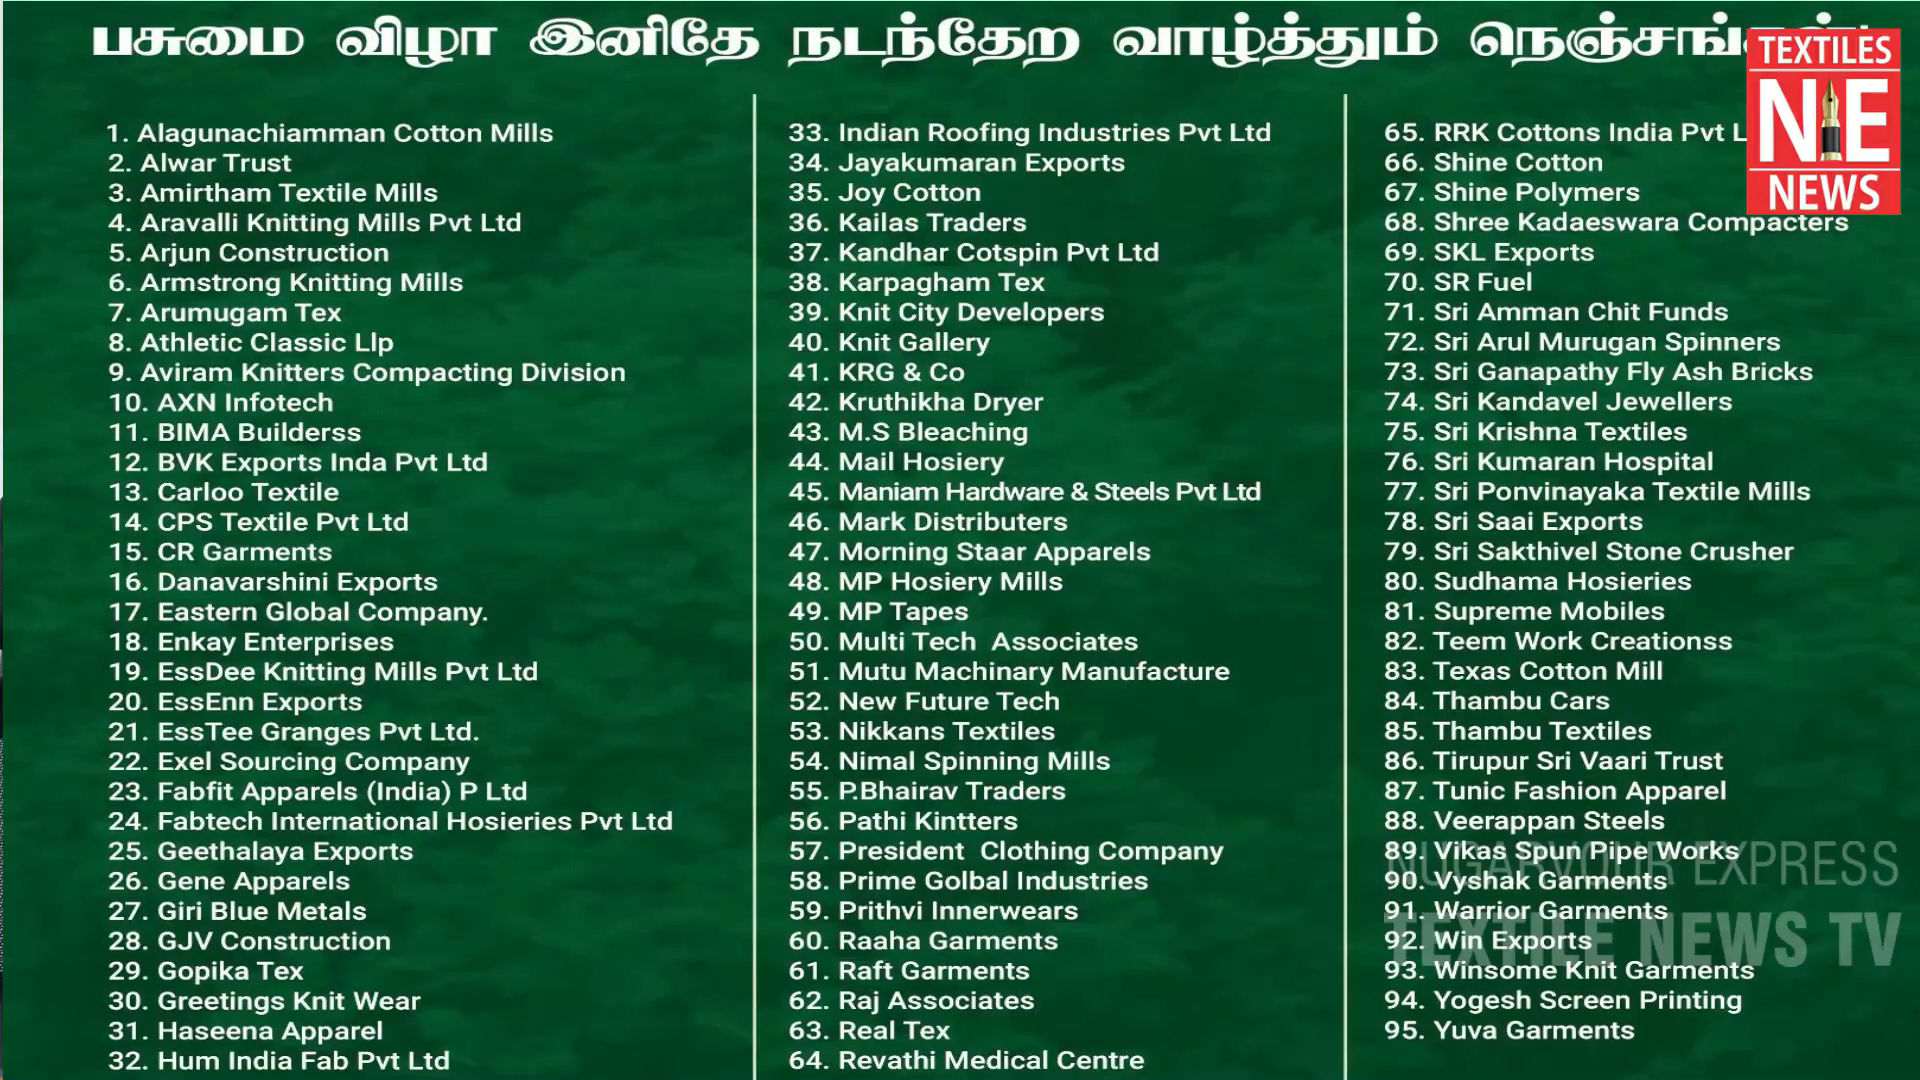 பசுமை விழா இனிதே நடந்தேற வாழ்த்தும்
TEXTILES
NIE
NEWS
1. Alagunachiamman Cotton Mills
2. Alwar Trust
3. Amirtham Textile Mills
4. Aravalli Knitting Mills Pvt Ltd
5. Arjun Construction
6. Armstrong Knitting Mills
7. Arumugam Tex
8. Athletic Classic Llp
9. Aviram Knitters Compacting Division
10. AXN Infotech
11. BIMA Builderss
12. BVK Exports Inda Pvt Ltd
13. Carloo Textile
14. CPS Textile Pvt Ltd
15. CR Garments
16. Danavarshini Exports
17. Eastern Global Company.
18. Enkay Enterprises
19. EssDee Knitting Mills Pvt Ltd
20. EssEnn Exports
21. EssTee Granges Pvt Ltd.
22. Exel Sourcing Company
23. Fabfit Apparels (India) P Ltd
24. Fabtech International Hosieries Pvt Ltd
25. Geethalaya Exports
26. Gene Apparels
27. Giri Blue Metals
28. GJV Construction
29. Gopika Tex
30. Greetings Knit Wear
31. Haseena Apparel
32. Hum India Fab Pvt Ltd
33. Indian Roofing Industries Pvt Ltd
34. Jayakumaran Exports
35. Joy Cotton
36. Kailas Traders
37. Kandhar Cotspin Pvt Ltd
38. Karpagham Tex
39. Knit City Developers
40. Knit Gallery
41. KRG & Co
42. Kruthikha Dryer
43. M.S Bleaching
44. Mail Hosiery
45. Maniam Hardware & Steels Pvt Ltd
46. Mark Distributers
47. Morning Staar Apparels
48. MP Hosiery Mills
49. MP Tapes
50. Multi Tech Associates
51. Mutu Machinary Manufacture
52. New Future Tech
53. Nikkans Textiles
54. Nimal Spinning Mills
55. P.Bhairav Traders
56. Pathi Kintters
57. President Clothing Company
58. Prime Golbal Industries
59. Prithvi Innerwears
60. Raaha Garments
61. Raft Garments
62. Raj Associates
63. Real Tex
64. Revathi Medical Centre
65. RRK Cottons India Pvt
66. Shine Cotton
67. Shine Polymers
68. Shree Kadaeswara Compacters
69. SKL Exports
70. SR Fuel
71. Sri Amman Chit Funds
72. Sri Arul Murugan Spinners
73. Sri Ganapathy Fly Ash Bricks
74. Sri Kandavel Jewellers
75. Sri Krishna Textiles
76. Sri Kumaran Hospital
77. Sri Ponvinayaka Textile Mills
78. Sri Saai Exports
79. Sri Sakthivel Stone Crusher
80. Sudhama Hosieries
81. Supreme Mobiles
82. Teem Work Creationss
83. Texas Cotton Mill
84. Thambu Cars
85. Thambu Textiles
86. Tirupur Sri Vaari Trust
87. Tunic Fashion Apparel
88. Veerappan Steels
89. Vikas Spun Pipe Works
90. Vyshak Garments
91. Warrior Garments
92. Win Exports
93. Winsome Knit Garments
94. Yogesh Screen Printing
95. Yuva Garments
EXPRESS
TEXTILE NEWS TV